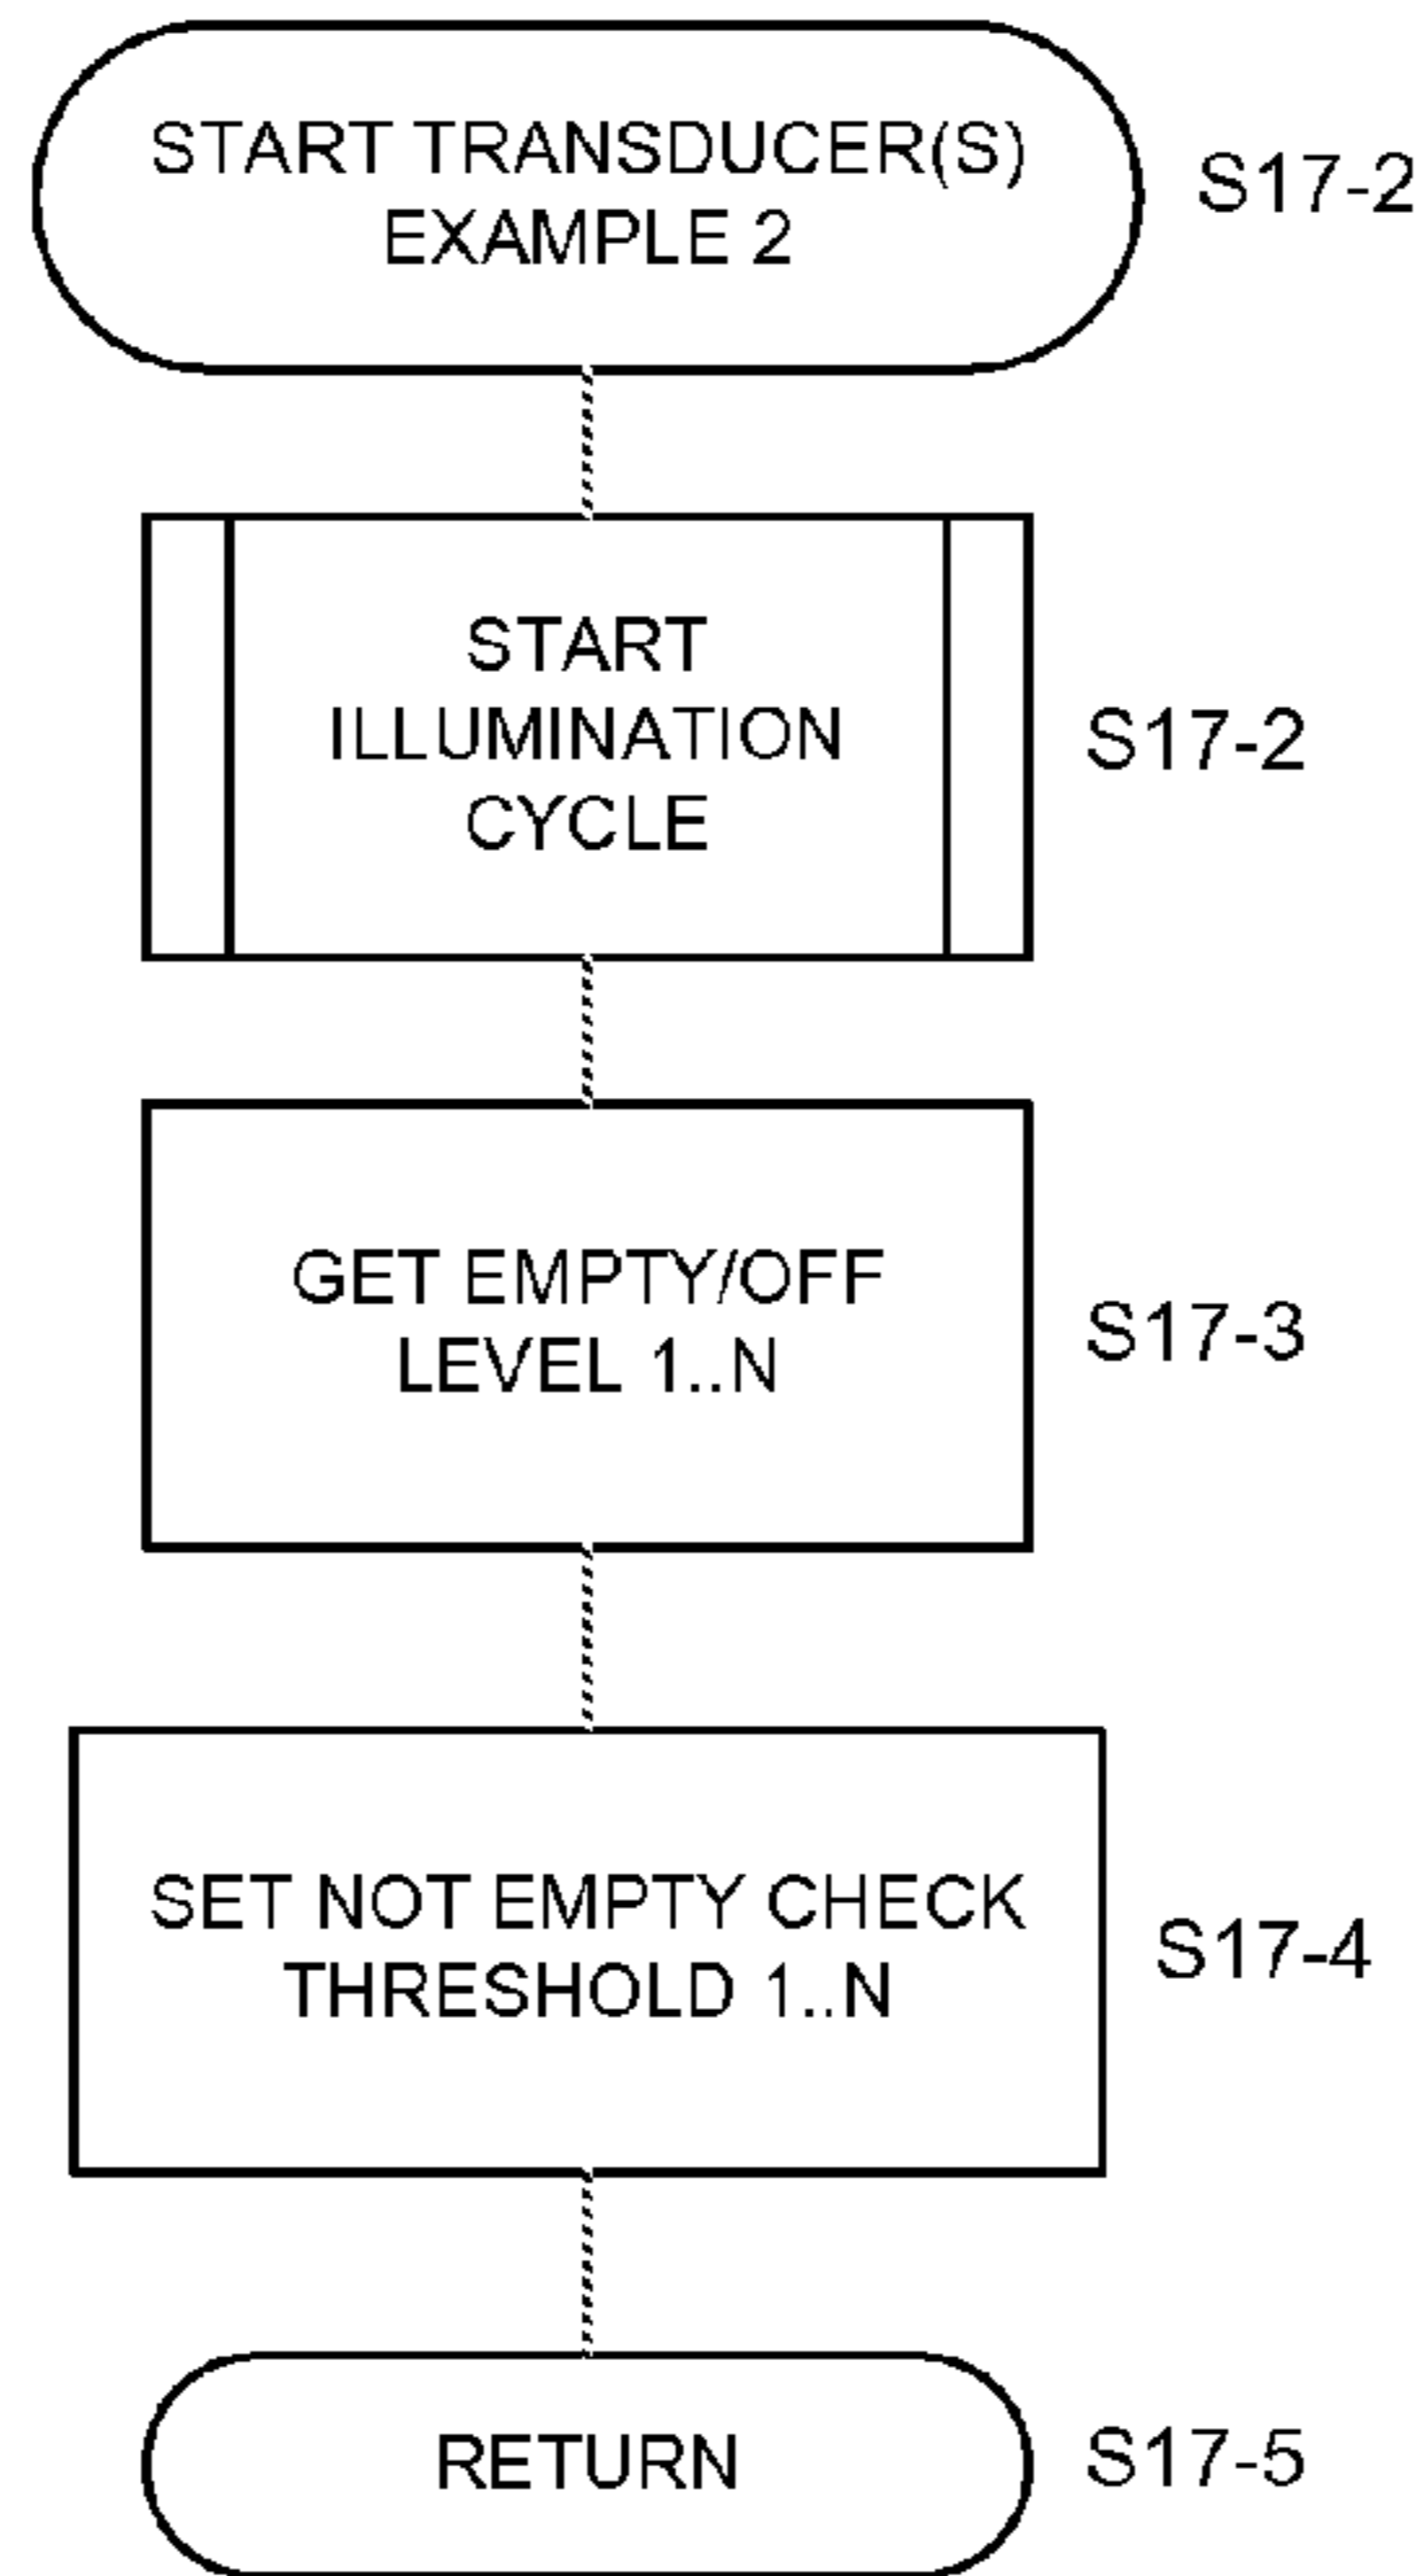 START TRANSDUCER(S)
EXAMPLE 2
S17-2
START
ILLUMINATION
CYCLE
S17-2
GET EMPTY/OFF
LEVEL 1..N
S17-3
SET NOT EMPTY CHECK
THRESHOLD 1..N
S17-4
RETURN
S17-5